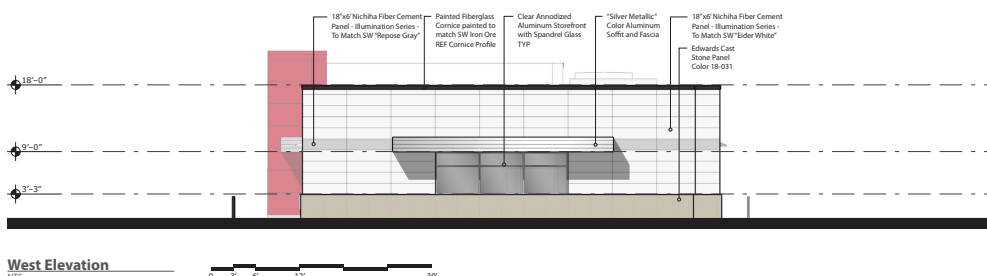 18"x6' Nichiha Fiber Cement
Panel - Illumination Series -
To Match SW "Repose Gray"
Painted Fiberglass
Cornice painted to
match SW Iron Ore
REF Cornice Profile
Clear Annodized
Aluminum Storefront
with Spandrel Glass
TYP
"Silver Metallic"
Color Aluminum
Soffit and Fascia
18"x6' Nichiha Fiber Cement
Panel - Illumination Series -
To Match SW "Eider White"
Edwards Cast
Stone Panel
Color 18-031
18'-0"
9'-0"
3'-3"
West Elevation
NTS
0 3' 6' 12' 30'